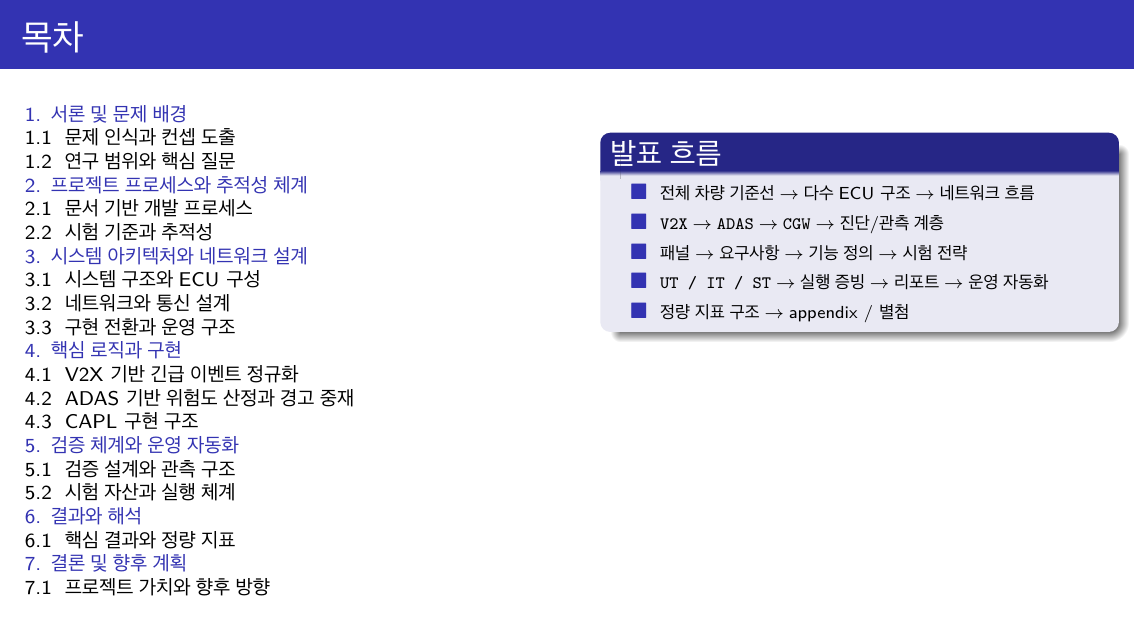 목차
1. 서론 및 문제 배경
1.1 문제 인식과 컨셉 도출
1.2 연구 범위와 핵심 질문
2. 프로젝트 프로세스와 추적성 체계
2.1 문서 기반 개발 프로세스
2.2 시험 기준과 추적성
3. 시스템 아키텍처와 네트워크 설계
3.1 시스템 구조와 ECU 구성
3.2 네트워크와 통신 설계
3.3 구현 전환과 운영 구조
4. 핵심 로직과 구현
4.1 V2X 기반 긴급 이벤트 정규화
4.2 ADAS 기반 위험도 산정과 경고 중재
4.3 CAPL 구현 구조
5. 검증 체계와 운영 자동화
5.1 검증 설계와 관측 구조
5.2 시험 자산과 실행 체계
6. 결과와 해석
6.1 핵심 결과와 정량 지표
7. 결론 및 향후 계획
7.1 프로젝트 가치와 향후 방향
발표 흐름
전체 차량 기준선 → 다수 ECU 구조 → 네트워크 흐름
V2X → ADAS → CGW → 진단/관측 계층
패널 → 요구사항 → 기능 정의 → 시험 전략
UT / IT / ST → 실행 증빙 → 리포트 → 운영 자동화
정량 지표 구조 → appendix / 별첨